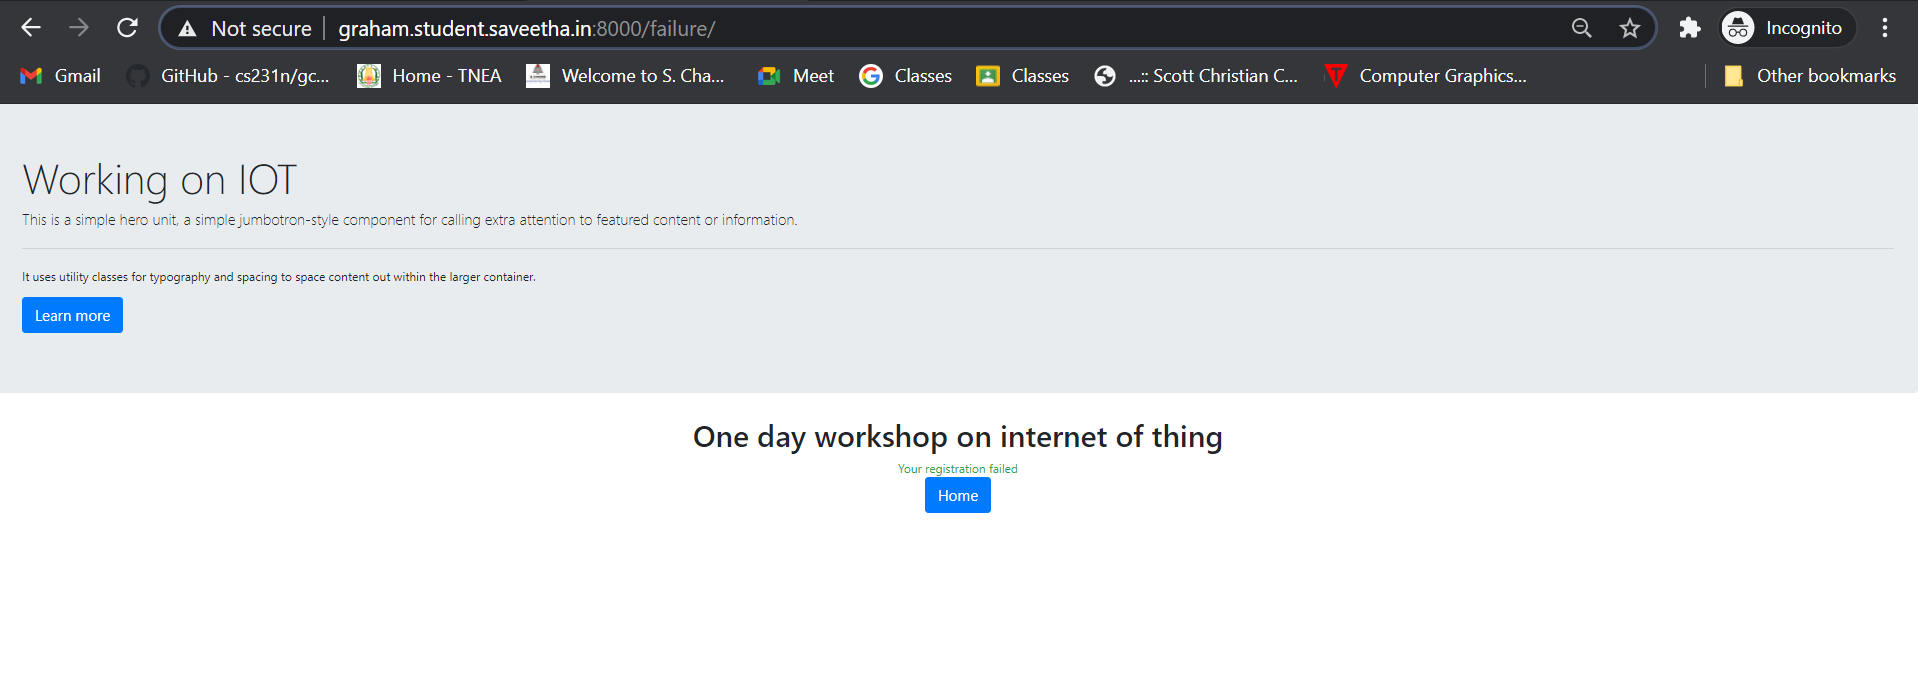 Not secure graham.student.saveetha.in:8000/failure/ Incognito
Gmail GitHub - cs231n/gc... Home - TNEA Welcome to S. Cha... Meet Classes Classes ...:: Scott Christian C... Computer Graphics... Other bookmarks
Working on IOT
This is a simple hero unit, a simple jumbotron-style component for calling extra attention to featured content or information.
It uses utility classes for typography and spacing to space content out within the larger container.
Learn more
One day workshop on internet of thing
Your registration failed
Home